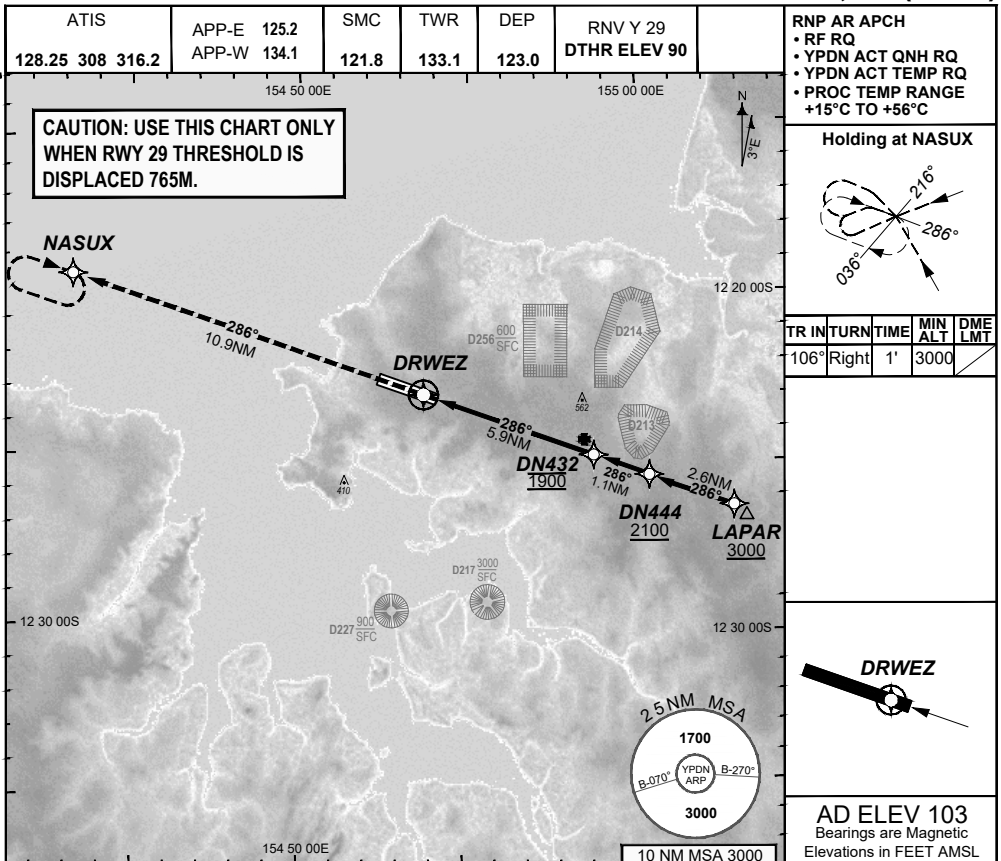 ATIS
128.25 308 316.2
APP-E 125.2
APP-W 134.1
SMC
121.8
TWR
133.1
DEP
123.0
RNV Y 29
DTHR ELEV 90
RNP AR APCH
• RF RQ
• YPDN ACT QNH RQ
• YPDN ACT TEMP RQ
• PROC TEMP RANGE
+15°C TO +56°C
154 50 00E
155 00 00E
CAUTION: USE THIS CHART ONLY
WHEN RWY 29 THRESHOLD IS
DISPLACED 765M.
N
3°E
Holding at NASUX
216°
286°
036°
TR IN TURN TIME MIN ALT DME LMT
106° Right 1' 3000
NASUX
12 20 00S
286°
10.9NM
D256 600
SFC
D214
DRWEZ
562
D213
286°
5.9NM
DN432
1900
286°
1.1NM
2.6NM
286°
DN444
2100
LAPAR
3000
410
D217 3000
SFC
D227 900
SFC
12 30 00S
12 30 00S
DRWEZ
25NM MSA
1700
B-070°
YPDN
ARP
B-270°
3000
10 NM MSA 3000
154 50 00E
AD ELEV 103
Bearings are Magnetic
Elevations in FEET AMSL